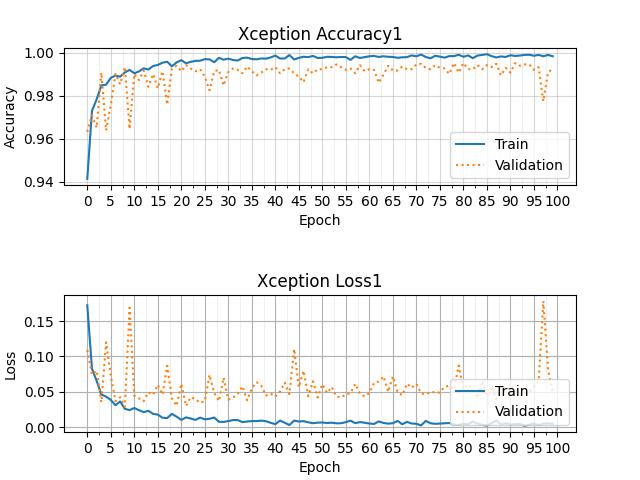 Xception Accuracy1
1.00
0.98
0.96
0.94
Accuracy
Train
Validation
0 5 10 15 20 25 30 35 40 45 50 55 60 65 70 75 80 85 90 95 100
Epoch
Xception Loss1
0.15
0.10
0.05
0.00
Loss
Train
Validation
0 5 10 15 20 25 30 35 40 45 50 55 60 65 70 75 80 85 90 95 100
Epoch